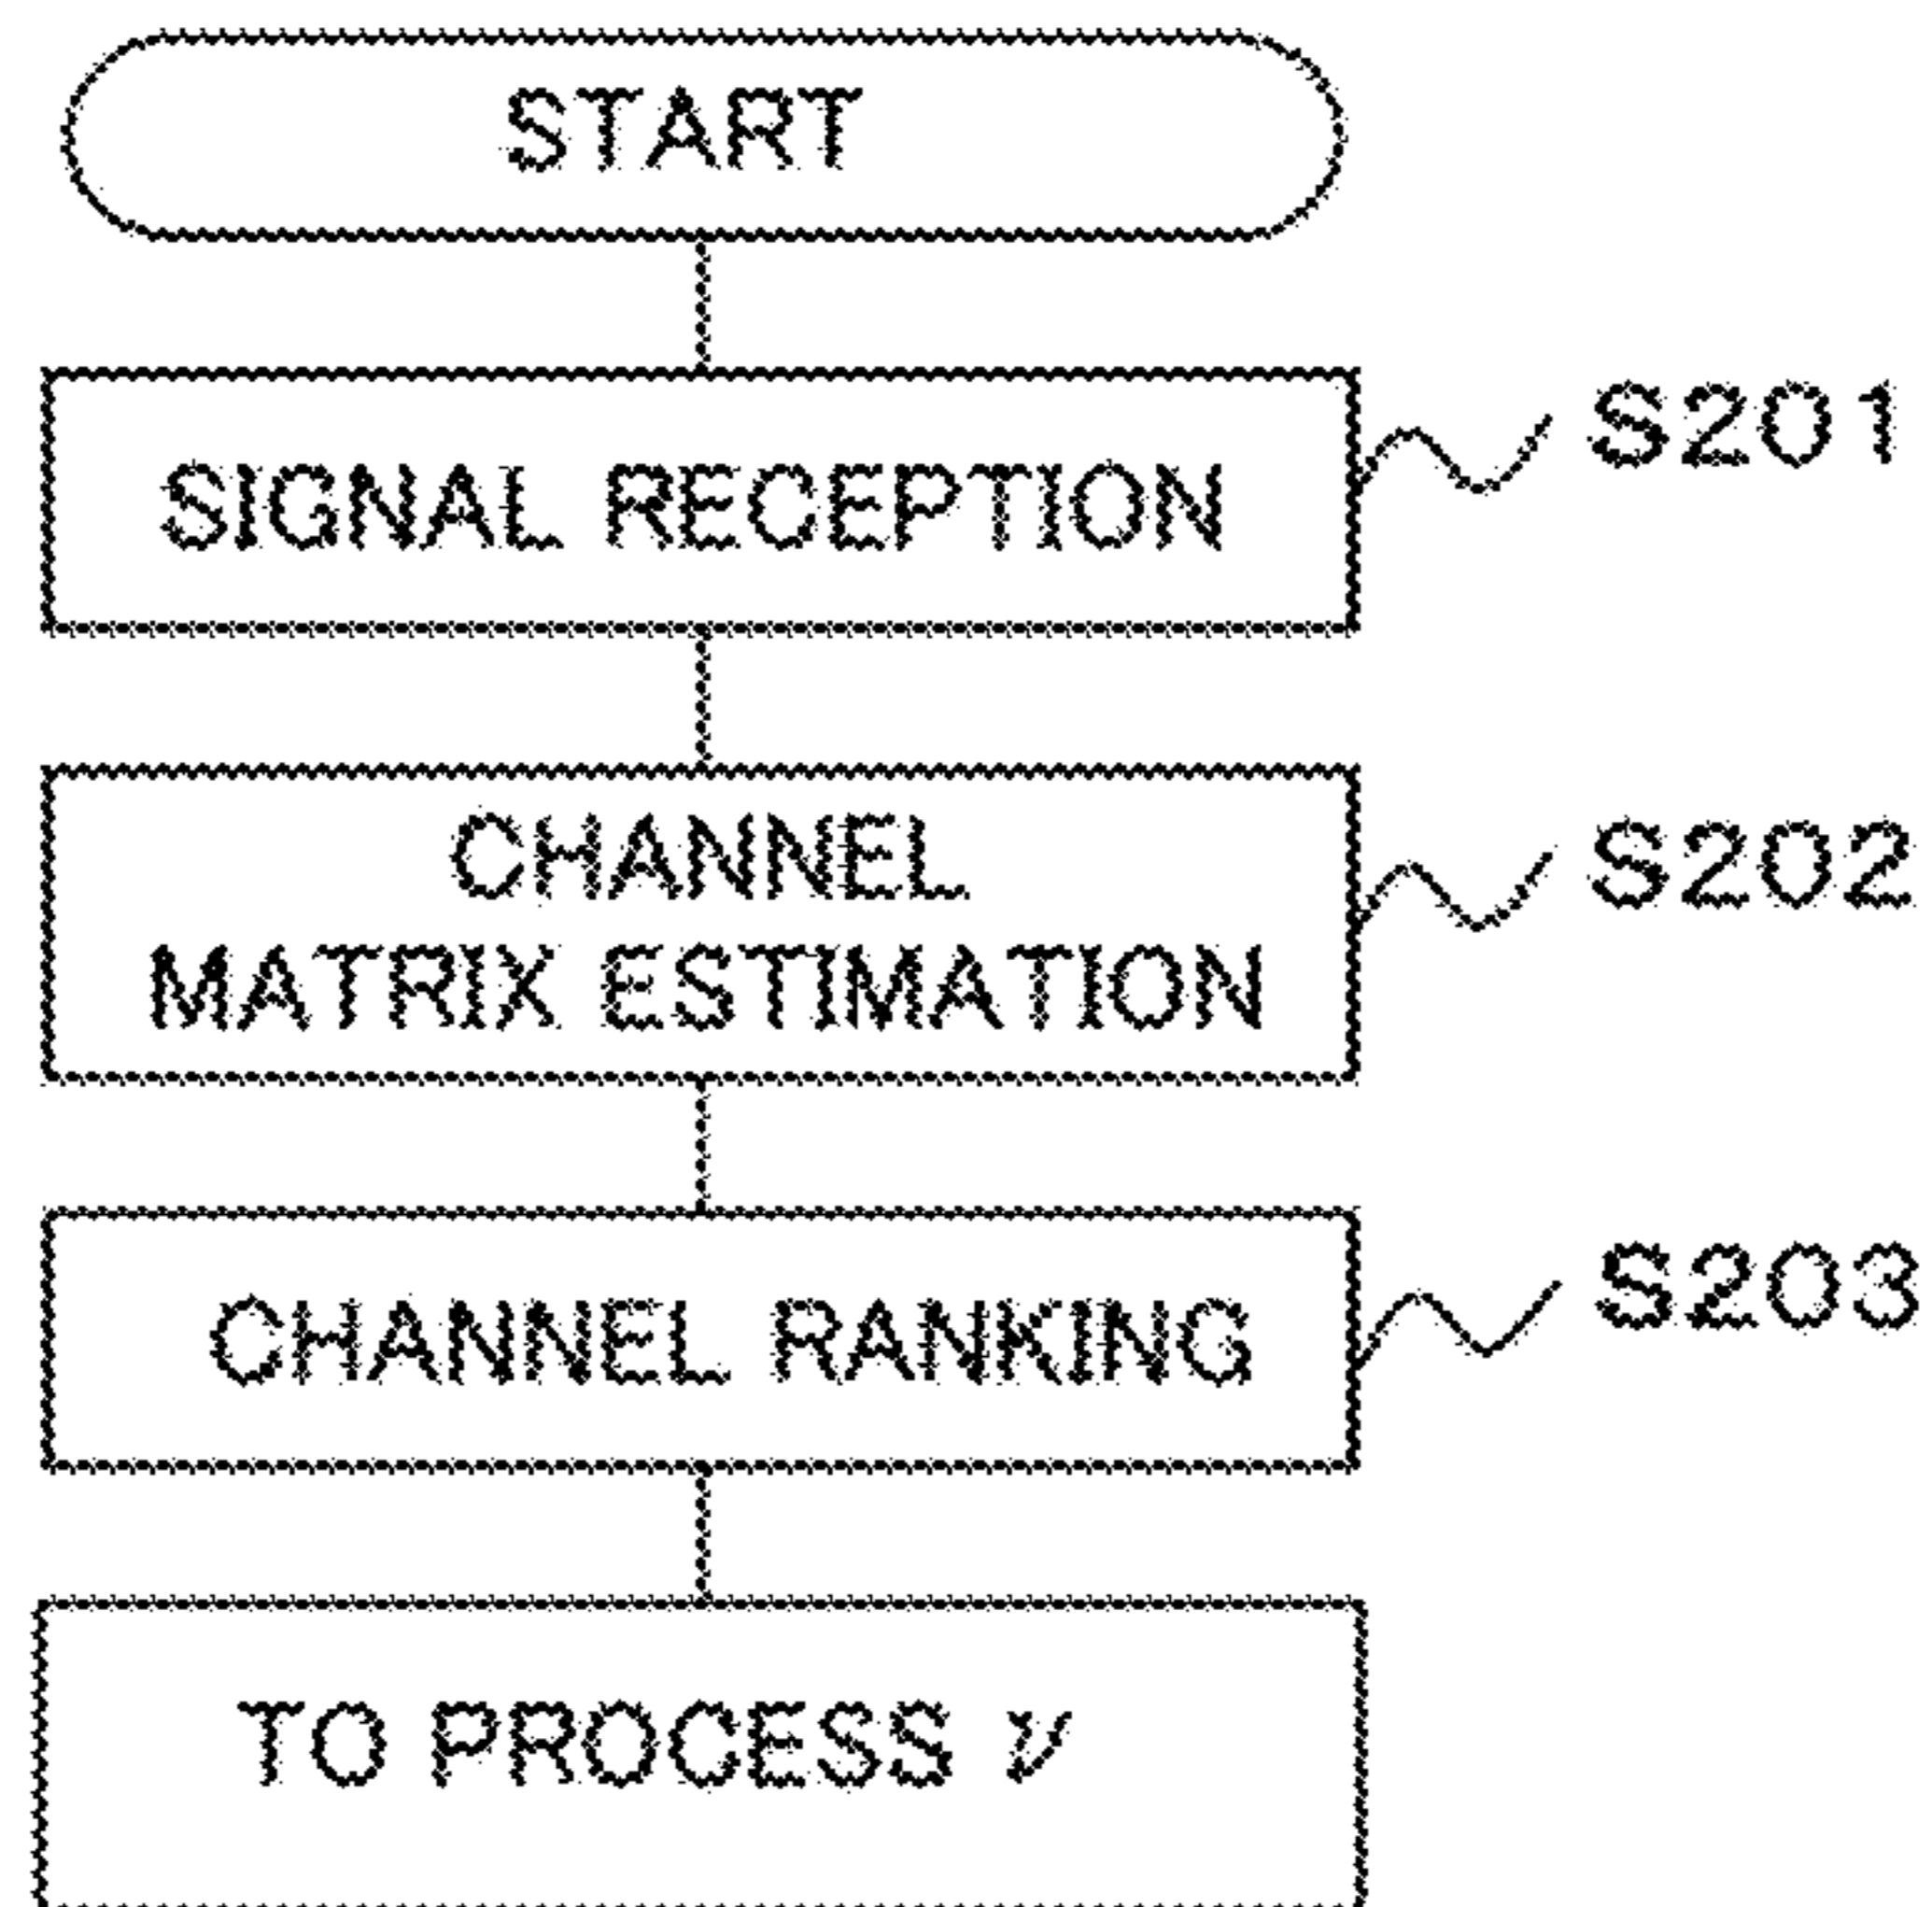 START
SIGNAL RECEPTION
S201
CHANNEL
MATRIX ESTIMATION
S202
CHANNEL RANKING
S203
TO PROCESS ν